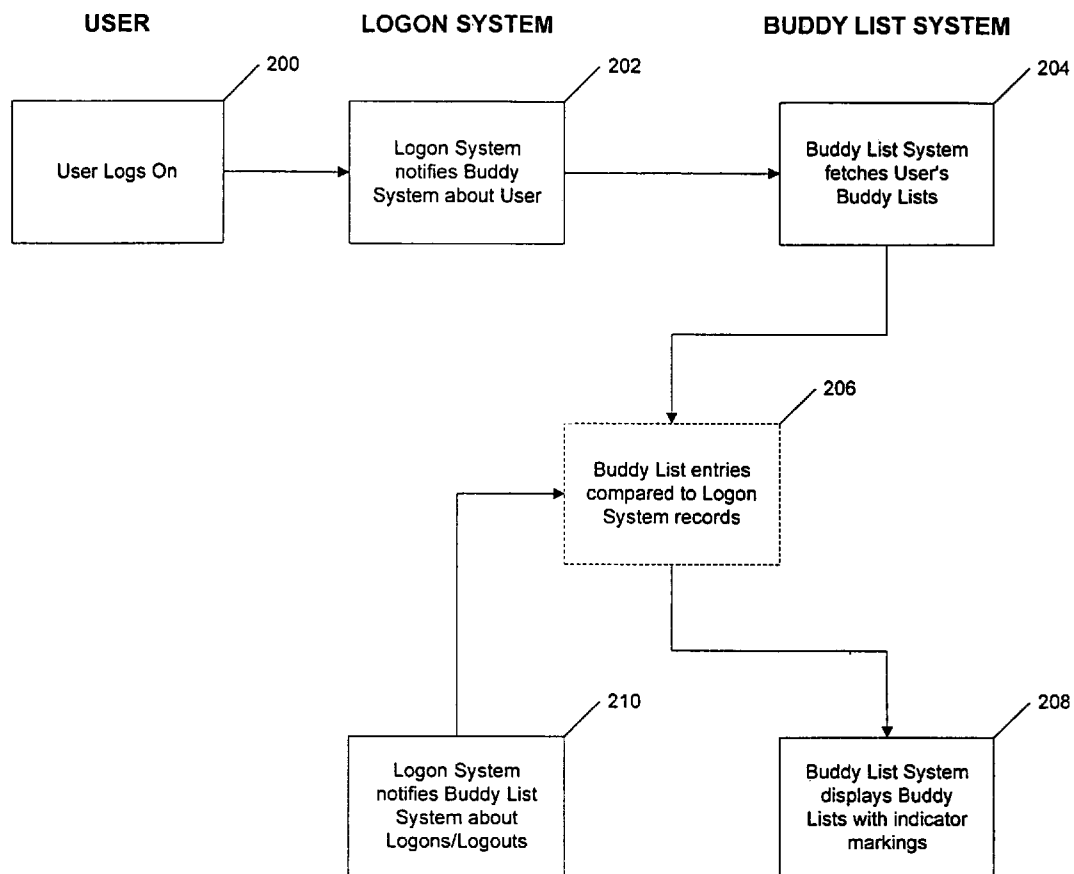 USER
LOGON SYSTEM
BUDDY LIST SYSTEM
200
202
204
User Logs On
Logon System
notifies Buddy
System about User
Buddy List System
fetches User's
Buddy Lists
206
Buddy List entries
compared to Logon
System records
210
208
Logon System
notifies Buddy List
System about
Logons/Logouts
Buddy List System
displays Buddy
Lists with indicator
markings